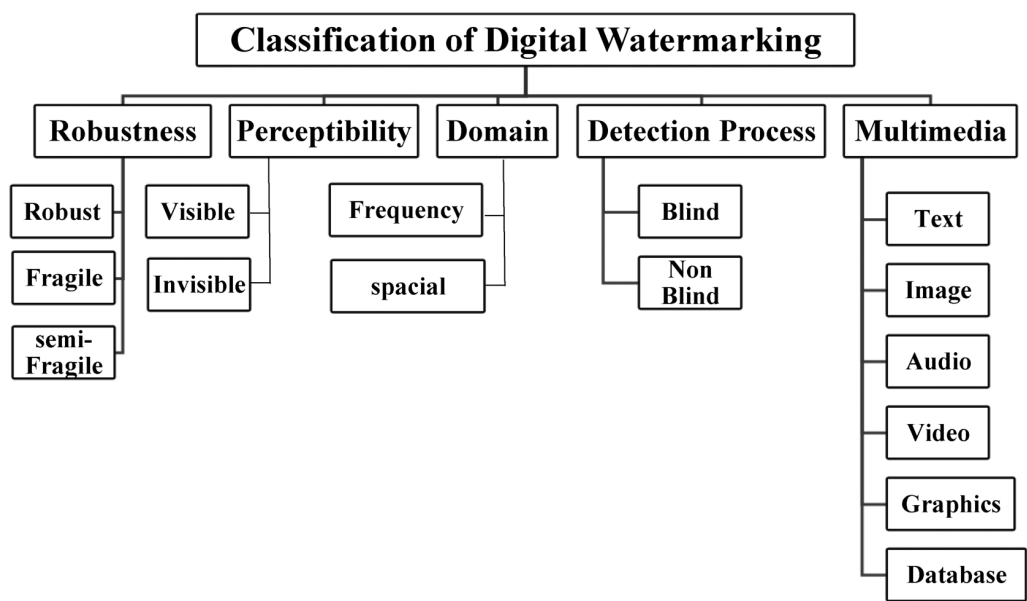 Classification of Digital Watermarking
Robustness
Perceptibility
Domain
Detection Process
Multimedia
Robust
Fragile
semi-
Fragile
Visible
Invisible
Frequency
spacial
Blind
Non
Blind
Text
Image
Audio
Video
Graphics
Database